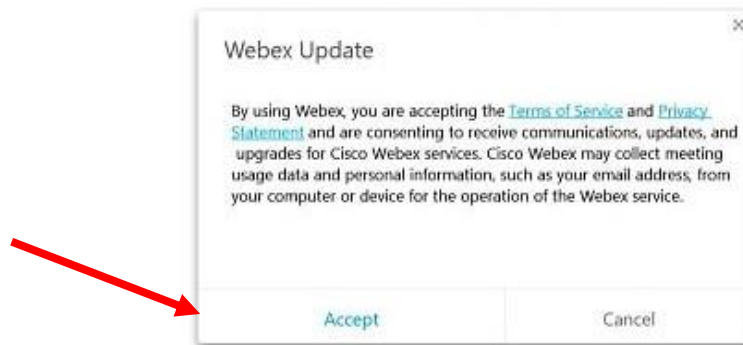 Webex Update
By using Webex, you are accepting the Terms of Service and Privacy
Statement and are consenting to receive communications, updates, and
upgrades for Cisco Webex services. Cisco Webex may collect meeting
usage data and personal information, such as your email address, from
your computer or device for the operation of the Webex service.
Accept Cancel